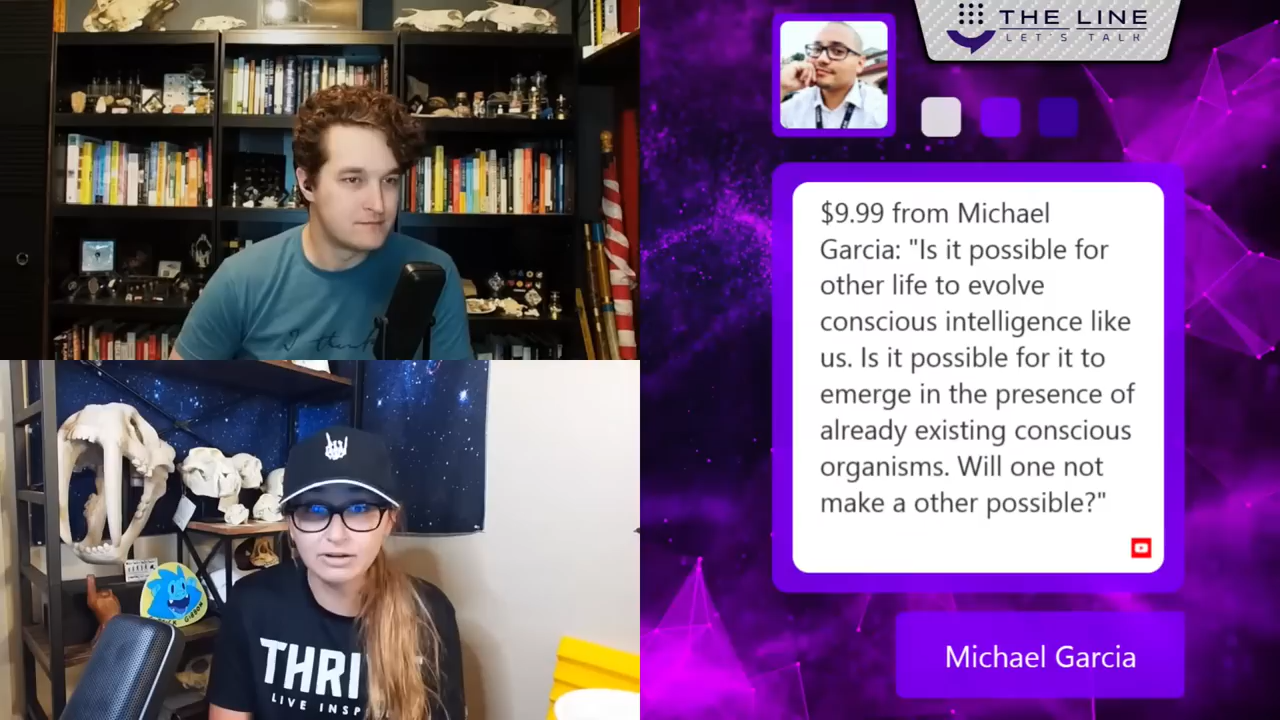 THE LINE
LET'S TALK
$9.99 from Michael
Garcia: "Is it possible for
other life to evolve
conscious intelligence like
us. Is it possible for it to
emerge in the presence of
already existing conscious
organisms. Will one not
make a other possible?"
Michael Garcia
I think
THRI
LIVE INSP